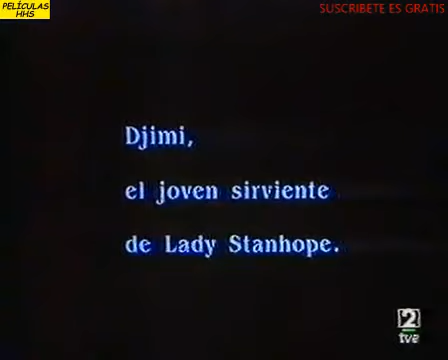 PELÍCULAS
HHS
SUSCRIBETE ES GRATIS
Djimi,
el joven sirviente
de Lady Stanhope.
2
tve